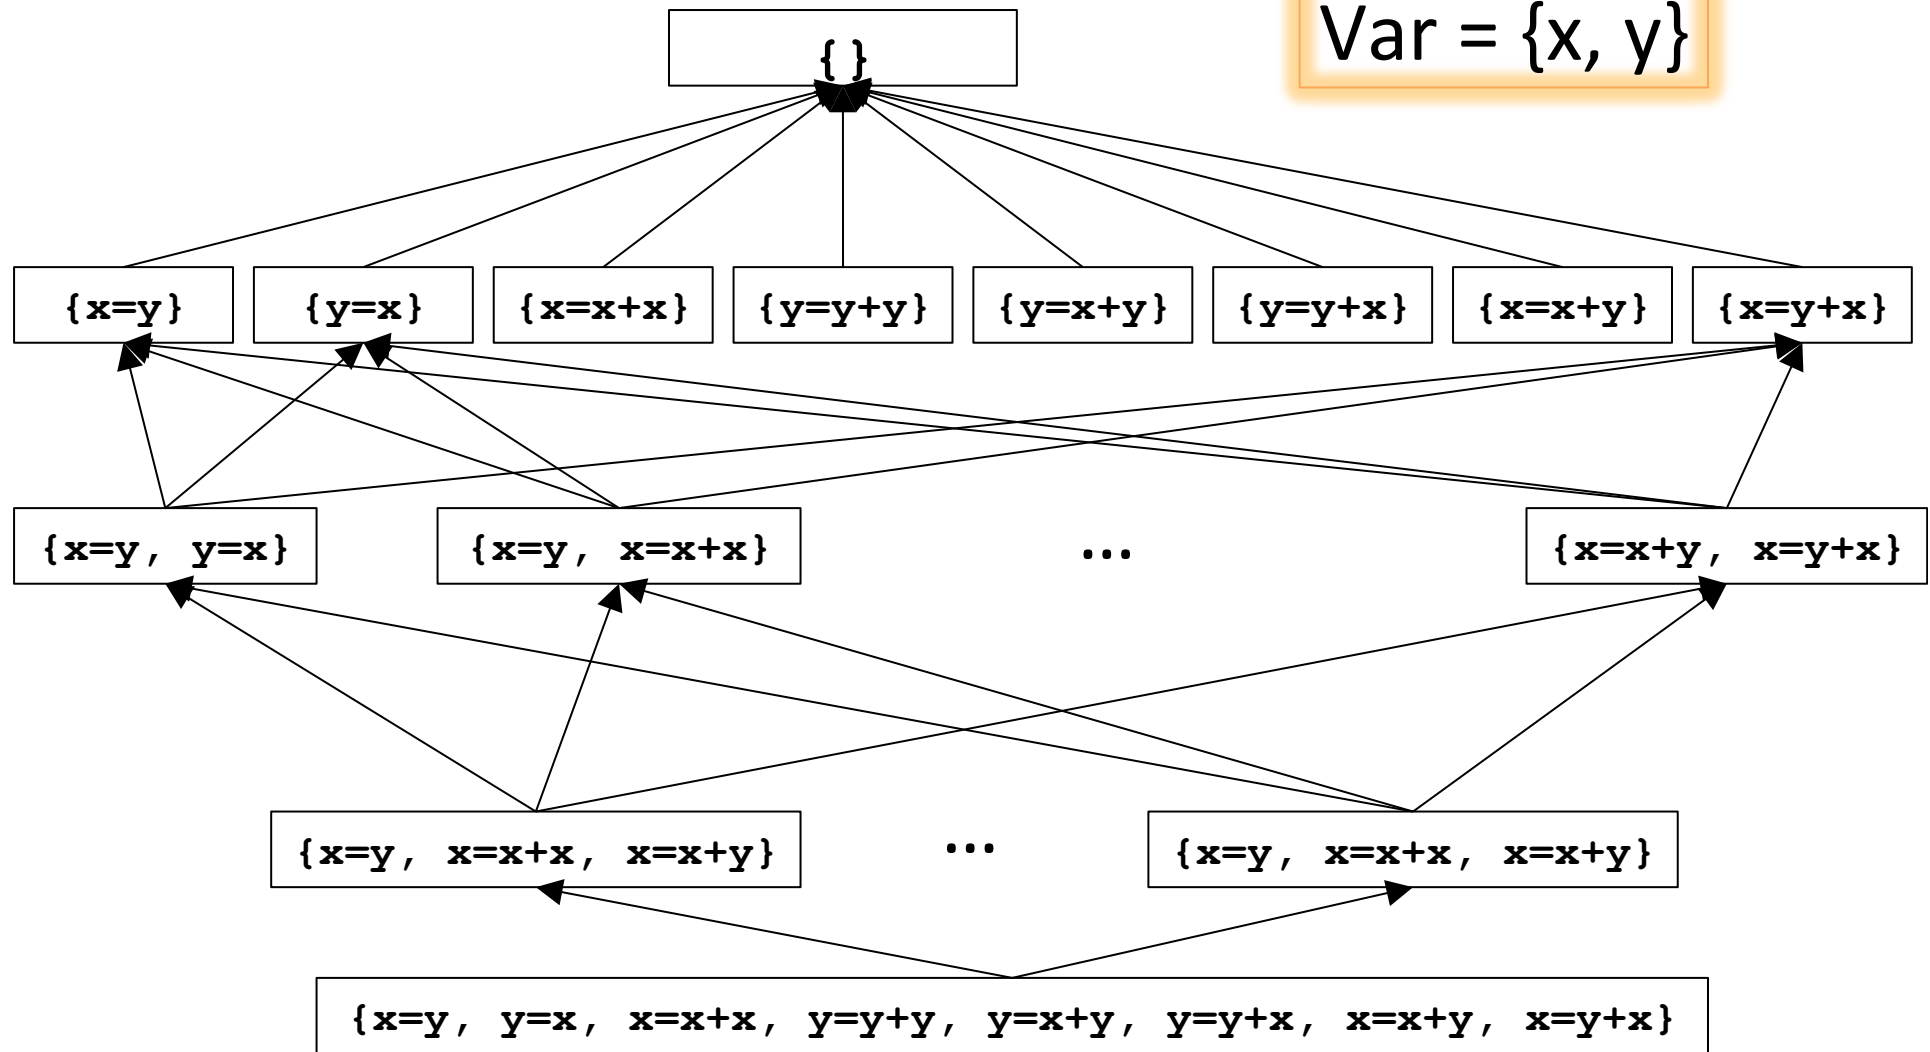 Var = {x, y}
{}
{x=y} {y=x} {x=x+x} {y=y+y} {y=x+y} {y=y+x} {x=x+y} {x=y+x}
{x=y, y=x} {x=y, x=x+x} … {x=x+y, x=y+x}
{x=y, x=x+x, x=x+y} … {x=y, x=x+x, x=x+y}
{x=y, y=x, x=x+x, y=y+y, y=x+y, y=y+x, x=x+y, x=y+x}